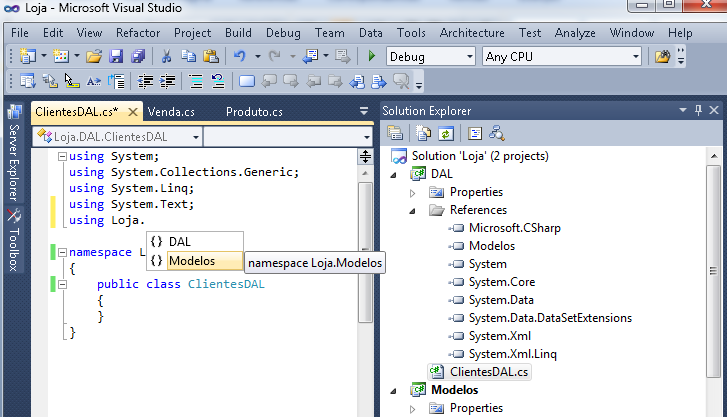 Loja - Microsoft Visual Studio
File Edit View Refactor Project Build Debug Team Data Tools Architecture Test Analyze Window Help
Debug Any CPU
Server Explorer
Toolbox
ClientesDAL.cs* Venda.cs Produto.cs
Loja.DAL.ClientesDAL
using System;
using System.Collections.Generic;
using System.Linq;
using System.Text;
using Loja.
{} DAL
{} Modelos
namespace Loja.Modelos
namespace L
{
public class ClientesDAL
{
}
}
Solution Explorer
Solution 'Loja' (2 projects)
DAL
Properties
References
Microsoft.CSharp
Modelos
System
System.Core
System.Data
System.Data.DataSetExtensions
System.Xml
System.Xml.Linq
ClientesDAL.cs
Modelos
Properties